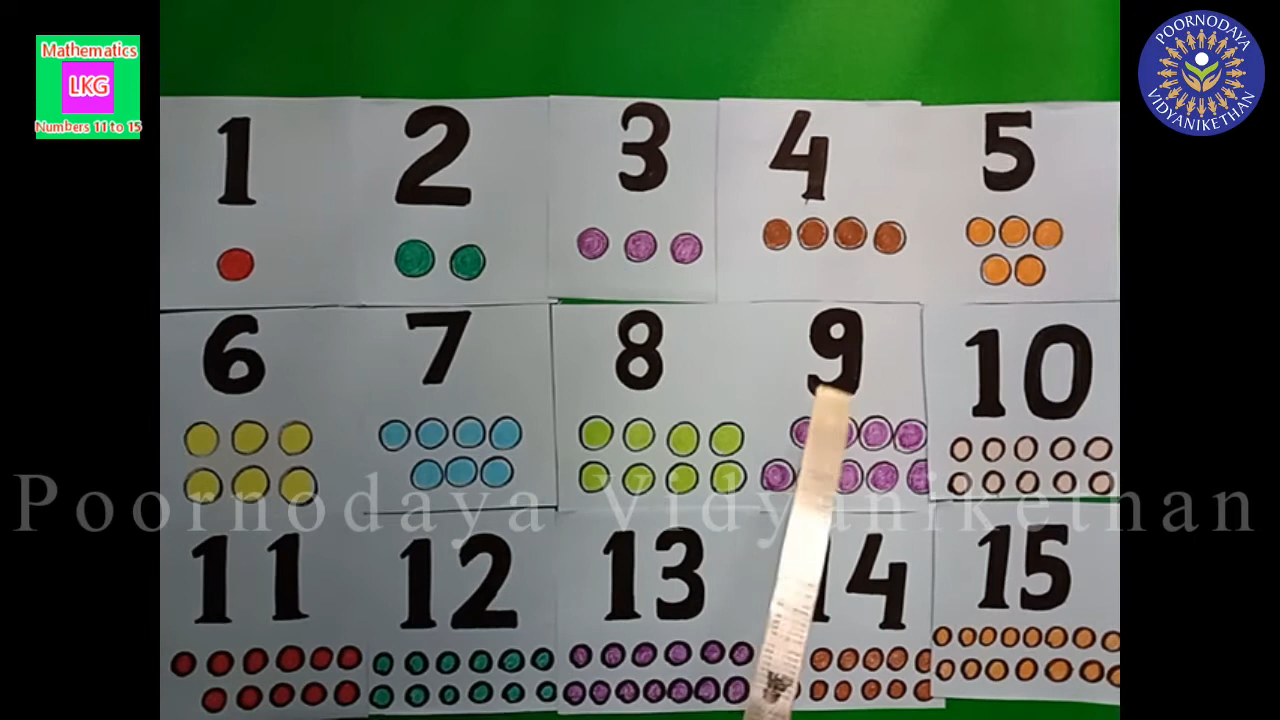 Mathematics
LKG
Numbers 11 to 15
POORNODAYA
VIDYANIKETHAN
1 2 3 4 5
6 7 8 9 10
Poornodaya Vidyanikethan
11 12 13 14 15